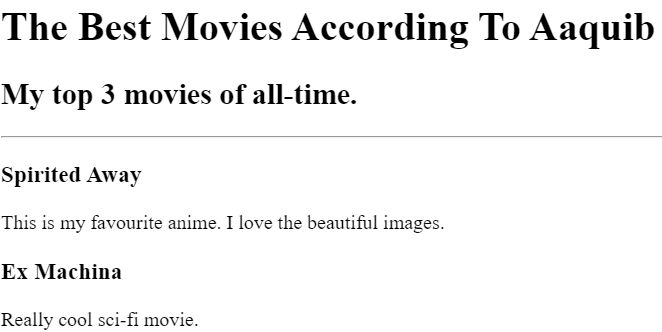 The Best Movies According To Aaquib
My top 3 movies of all-time.
Spirited Away
This is my favourite anime. I love the beautiful images.
Ex Machina
Really cool sci-fi movie.